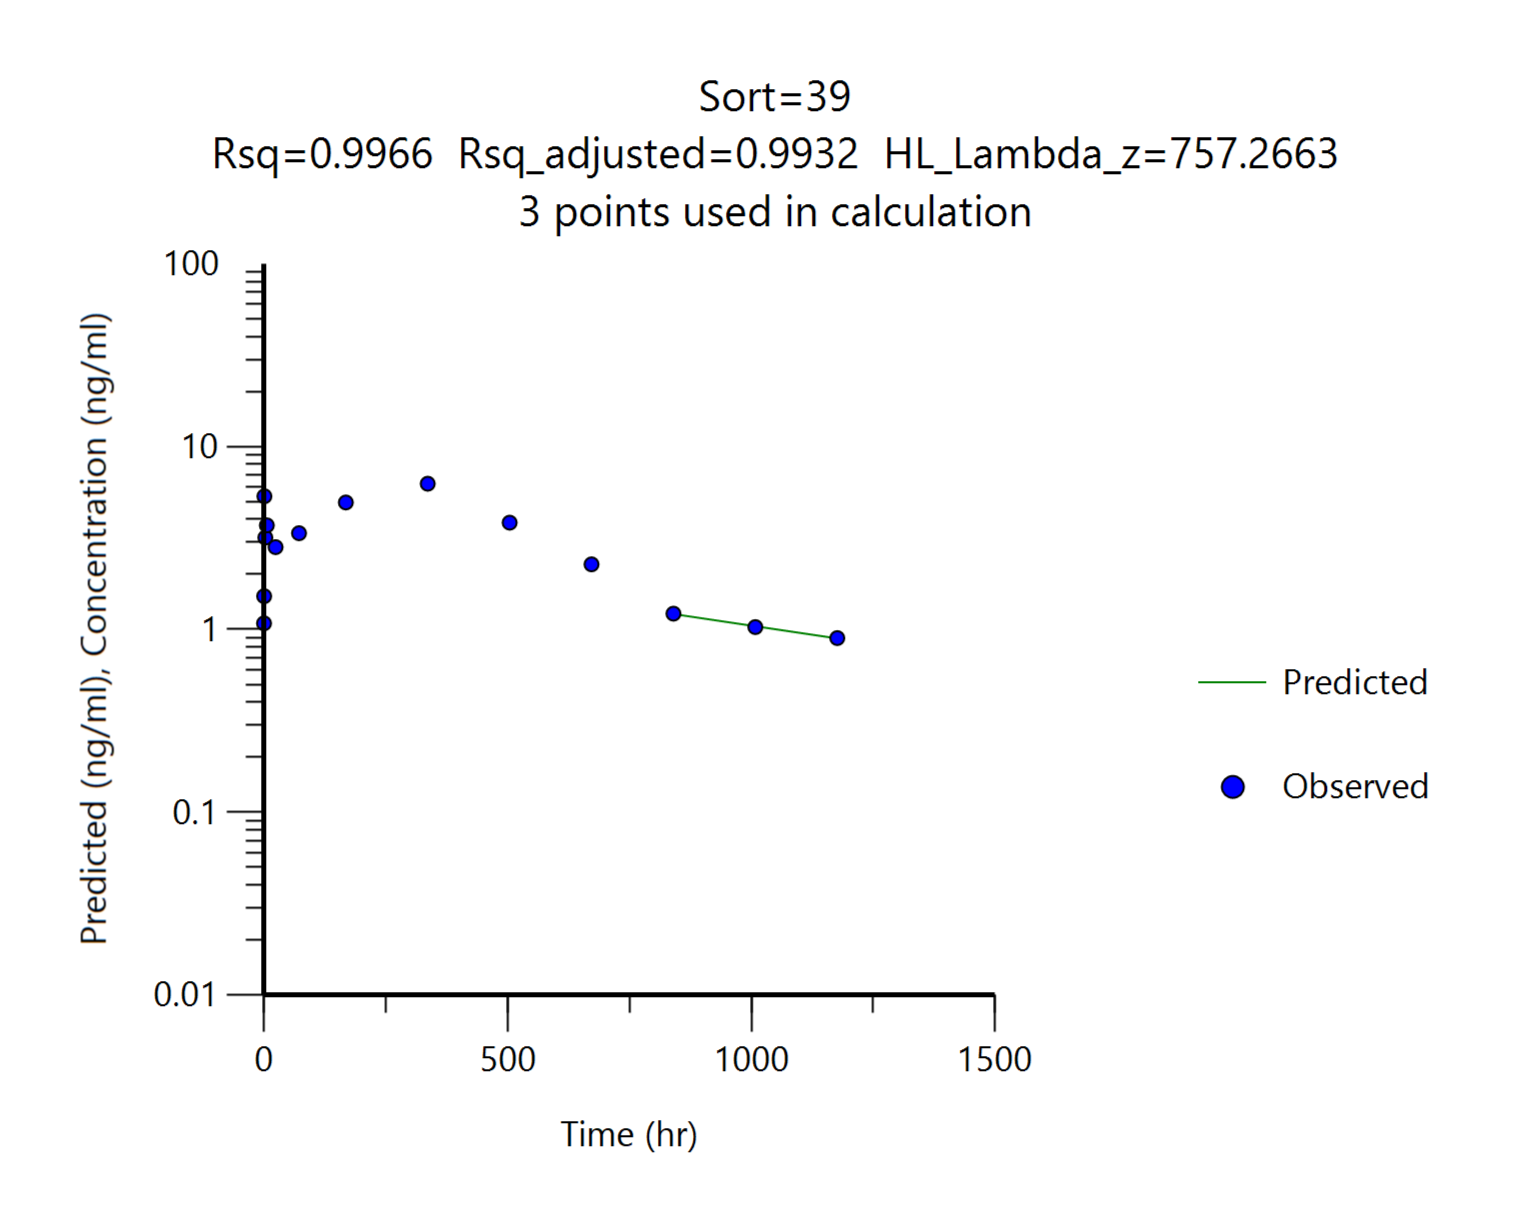 Sort=39
Rsq=0.9966 Rsq_adjusted=0.9932 HL_Lambda_z=757.2663
3 points used in calculation
Predicted (ng/ml), Concentration (ng/ml)
100
10
1
0.1
0.01
0 500 1000 1500
Time (hr)
Predicted
Observed